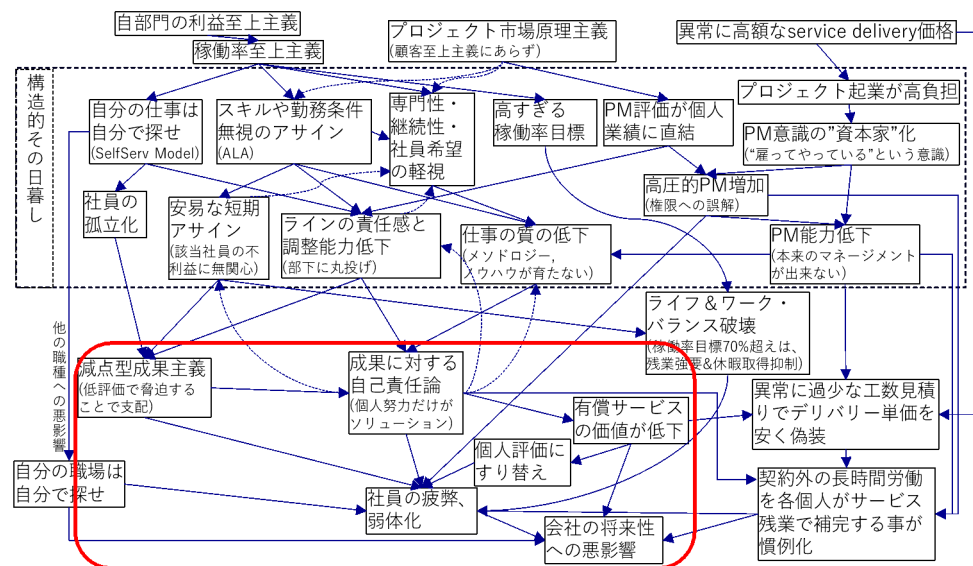 自部門の利益至上主義
稼働率至上主義
プロジェクト市場原理主義
(顧客至上主義にあらず)
異常に高額なservice delivery価格
構造的その日暮し
自分の仕事は
自分で探せ
(SelfServ Model)
スキルや勤務条件
無視のアサイン
(ALA)
専門性・
継続性・
社員希望
の軽視
高すぎる
稼働率目標
PM評価が個人
業績に直結
プロジェクト起業が高負担
PM意識の”資本家”化
(“雇ってやっている”という意識)
高圧的PM増加
(権限への誤解)
社員の
孤立化
安易な短期
アサイン
(該当社員の不
利益に無関心)
ラインの責任感と
調整能力低下
(部下に丸投げ)
仕事の質の低下
(メソドロジー,
ノウハウが育たない)
PM能力低下
(本来のマネージメント
が出来ない)
ライフ＆ワーク・
バランス破壊
(稼働率目標70%超えは、
残業強要&休暇取得抑制)
他の職種への悪影響
減点型成果主義
(低評価で脅迫する
ことで支配)
成果に対する
自己責任論
(個人努力だけが
ソリューション)
有償サービス
の価値が低下
異常に過少な工数見積
りでデリバリー単価を
安く偽装
個人評価に
すり替え
自分の職場は
自分で探せ
社員の疲弊、
弱体化
会社の将来性
への悪影響
契約外の長時間労働
を各個人がサービス
残業で補完する事が
慣例化